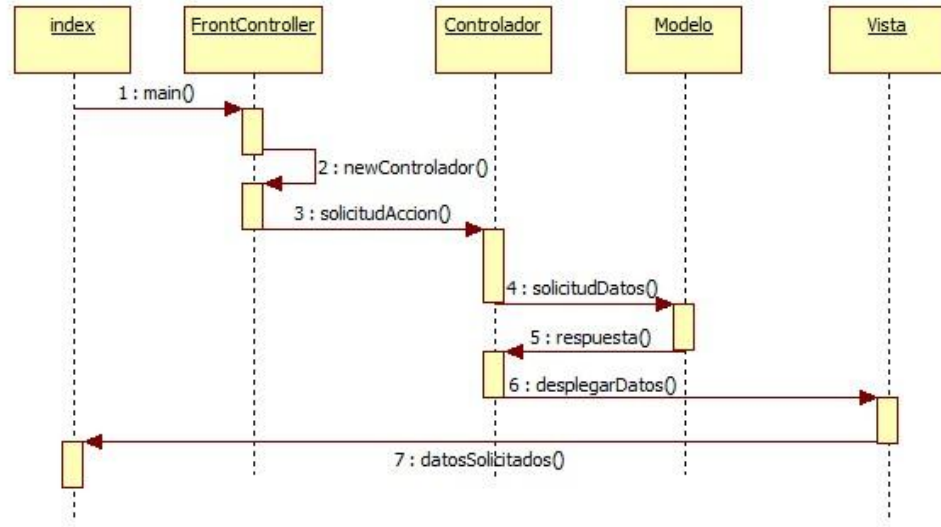 index
FrontController
Controlador
Modelo
Vista
1 : main()
2 : newControlador()
3 : solicitudAccion()
4 : solicitudDatos()
5 : respuesta()
6 : desplegarDatos()
7 : datosSolicitados()